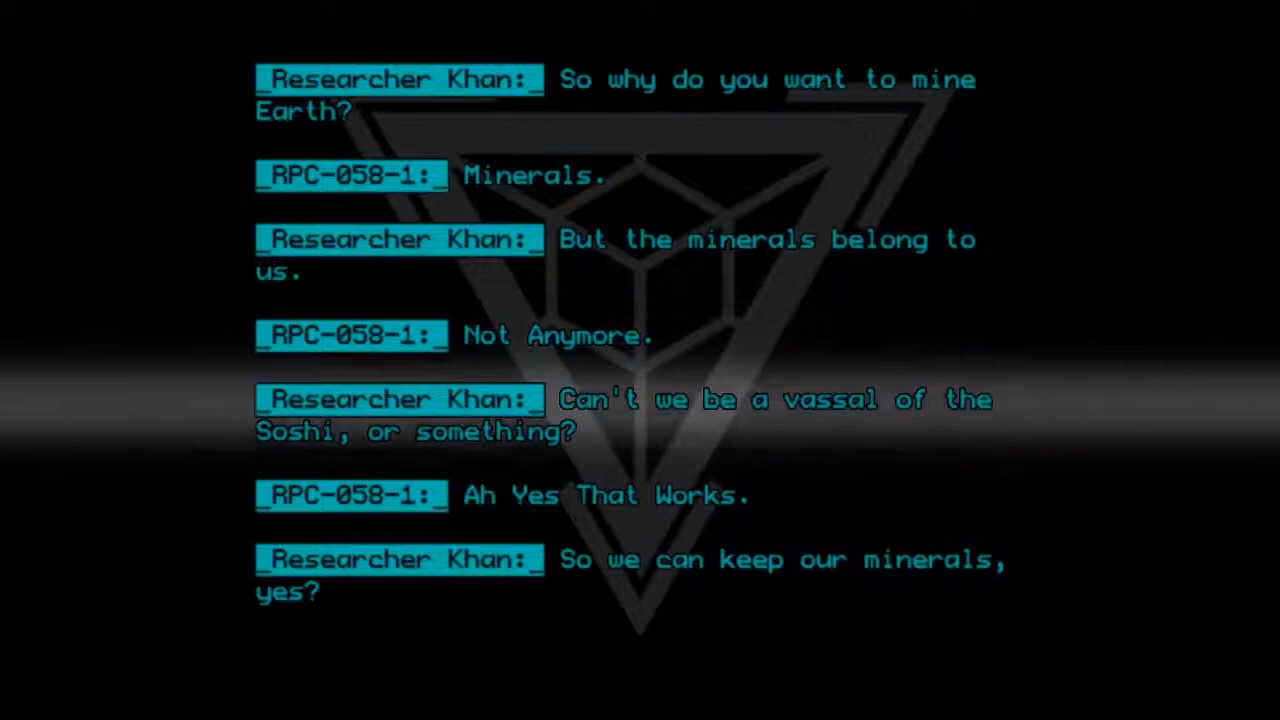 _Researcher Khan:_ So why do you want to mine
Earth?
_RPC-058-1:_ Minerals.
_Researcher Khan:_ But the minerals belong to
us.
_RPC-058-1:_ Not Anymore.
_Researcher Khan:_ Can't we be a vassal of the
Soshi, or something?
_RPC-058-1:_ Ah Yes That Works.
_Researcher Khan:_ So we can keep our minerals,
yes?